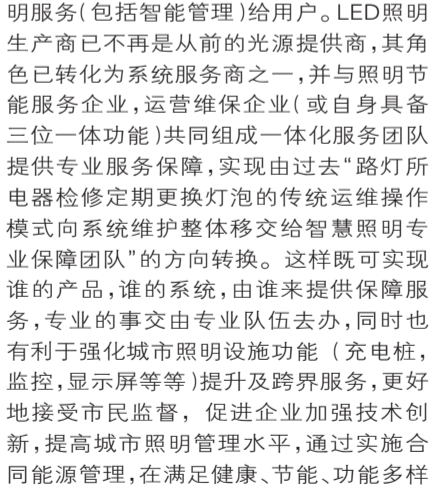 明服务(包括智能管理)给用户。LED照明
生产商已不再是从前的光源提供商,其角
色已转化为系统服务商之一,并与照明节
能服务企业,运营维保企业(或自身具备
三位一体功能)共同组成一体化服务团队
提供专业服务保障,实现由过去“路灯所
电器检修定期更换灯泡的传统运维操作
模式向系统维护整体移交给智慧照明专
业保障团队”的方向转换。这样既可实现
谁的产品,谁的系统,由谁来提供保障服
务,专业的事交由专业队伍去办,同时也
有利于强化城市照明设施功能（充电桩,
监控,显示屏等等)提升及跨界服务,更好
地接受市民监督, 促进企业加强技术创
新,提高城市照明管理水平,通过实施合
同能源管理,在满足健康、节能、功能多样